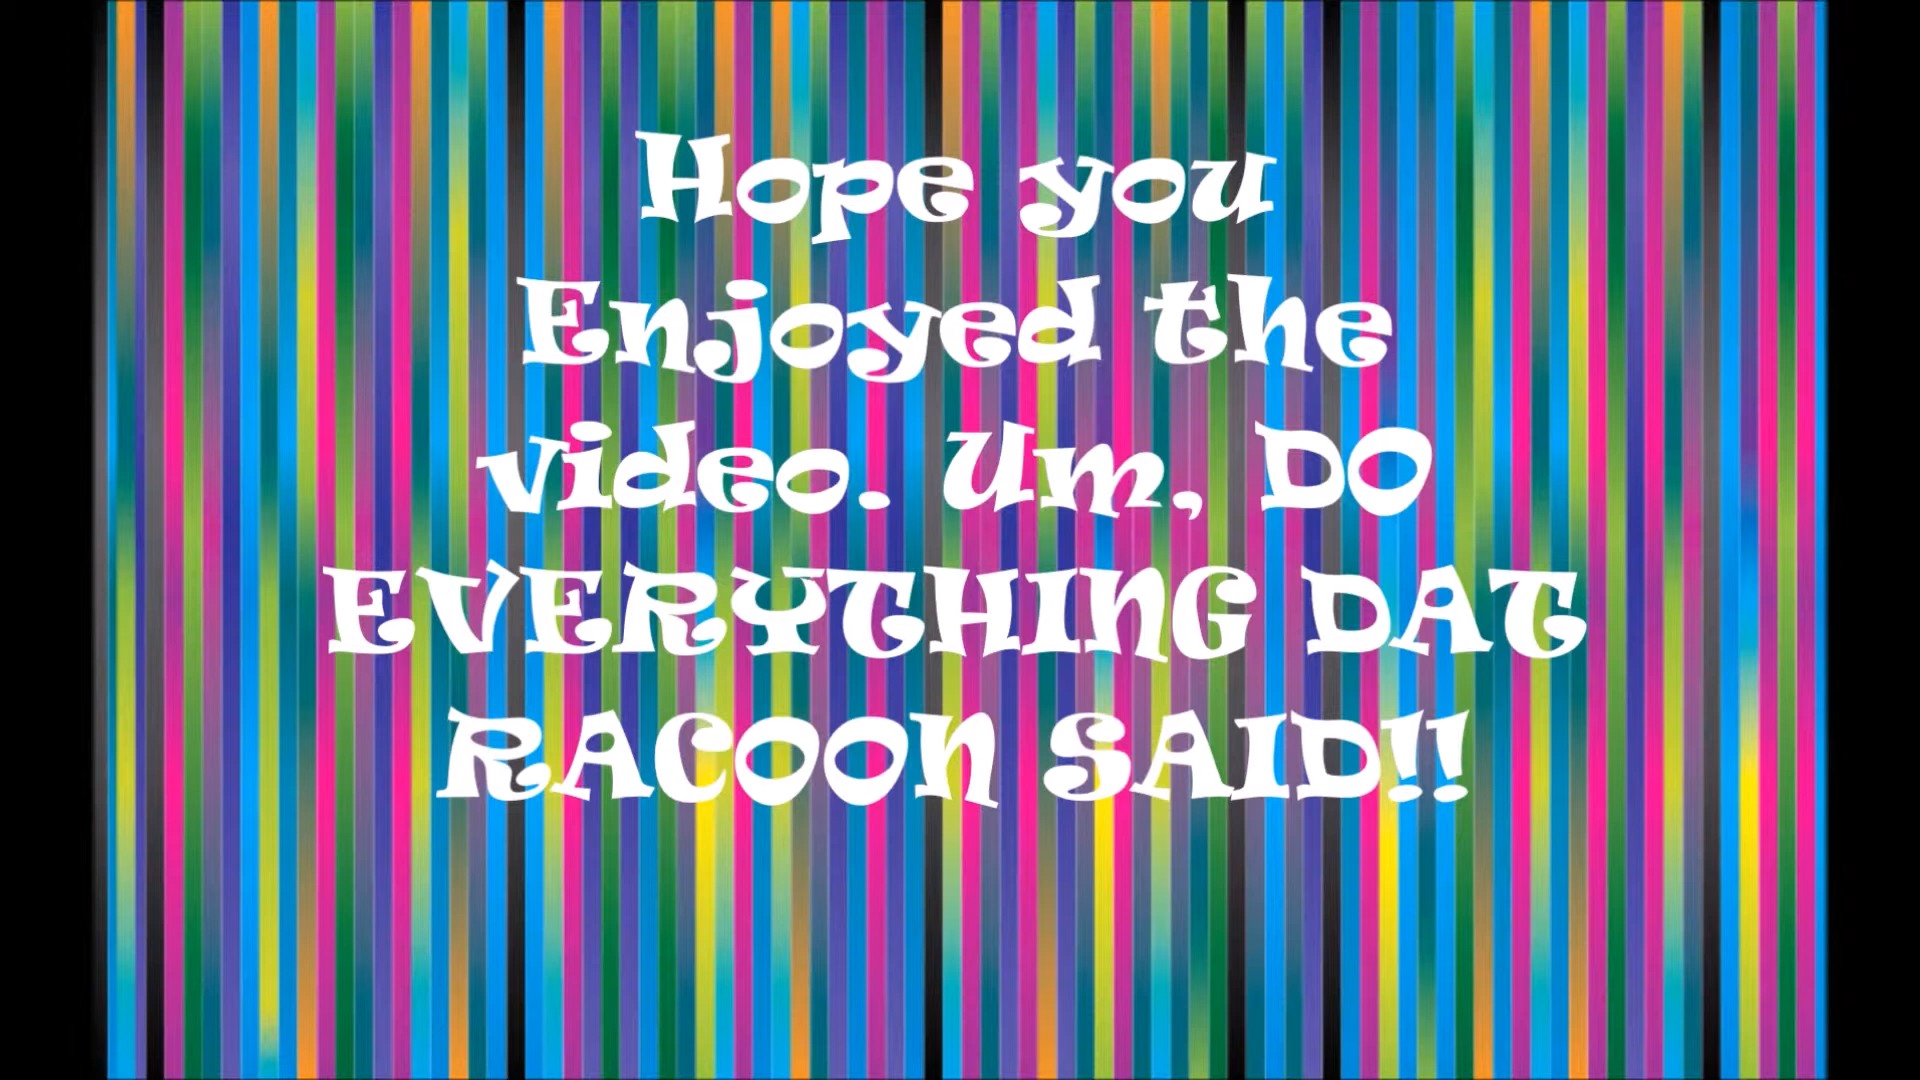 Hope you
Enjoyed the
video. Um, DO
EVERYTHING DAT
RACOON SAID!!